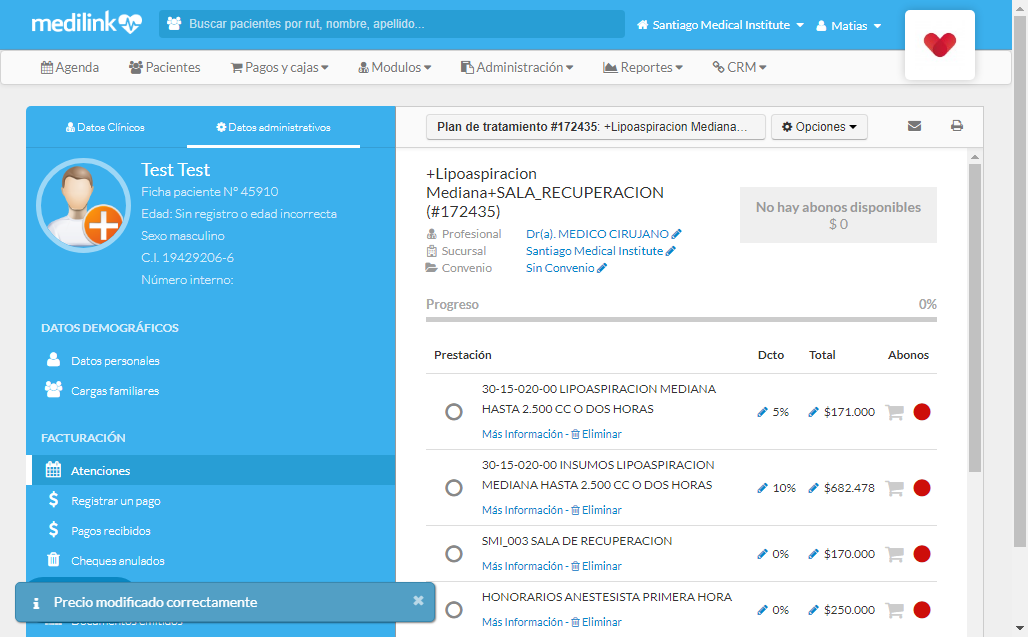 medilink
Buscar pacientes por rut, nombre, apellido...
Santiago Medical Institute
Matias
Agenda
Pacientes
Pagos y cajas
Modulos
Administración
Reportes
CRM
Datos Clínicos
Datos administrativos
Test Test
Ficha paciente N° 45910
Edad: Sin registro o edad incorrecta
Sexo masculino
C.I. 19429206-6
Número interno:
DATOS DEMOGRÁFICOS
Datos personales
Cargas familiares
FACTURACIÓN
Atenciones
Registrar un pago
Pagos recibidos
Cheques anulados
Documentos emitidos
Precio modificado correctamente
Plan de tratamiento #172435: +Lipoaspiracion Mediana...
Opciones
+Lipoaspiracion
Mediana+SALA_RECUPERACION
(#172435)
No hay abonos disponibles
$ 0
Profesional Dr(a). MEDICO CIRUJANO
Sucursal Santiago Medical Institute
Convenio Sin Convenio
Progreso 0%
Prestación Dcto Total Abonos
30-15-020-00 LIPOASPIRACION MEDIANA
HASTA 2.500 CC O DOS HORAS
5% $171.000
Más Información - Eliminar
30-15-020-00 INSUMOS LIPOASPIRACION
MEDIANA HASTA 2.500 CC O DOS HORAS
10% $682.478
Más Información - Eliminar
SMI_003 SALA DE RECUPERACION
0% $170.000
Más Información - Eliminar
HONORARIOS ANESTESISTA PRIMERA HORA
0% $250.000
Más Información - Eliminar